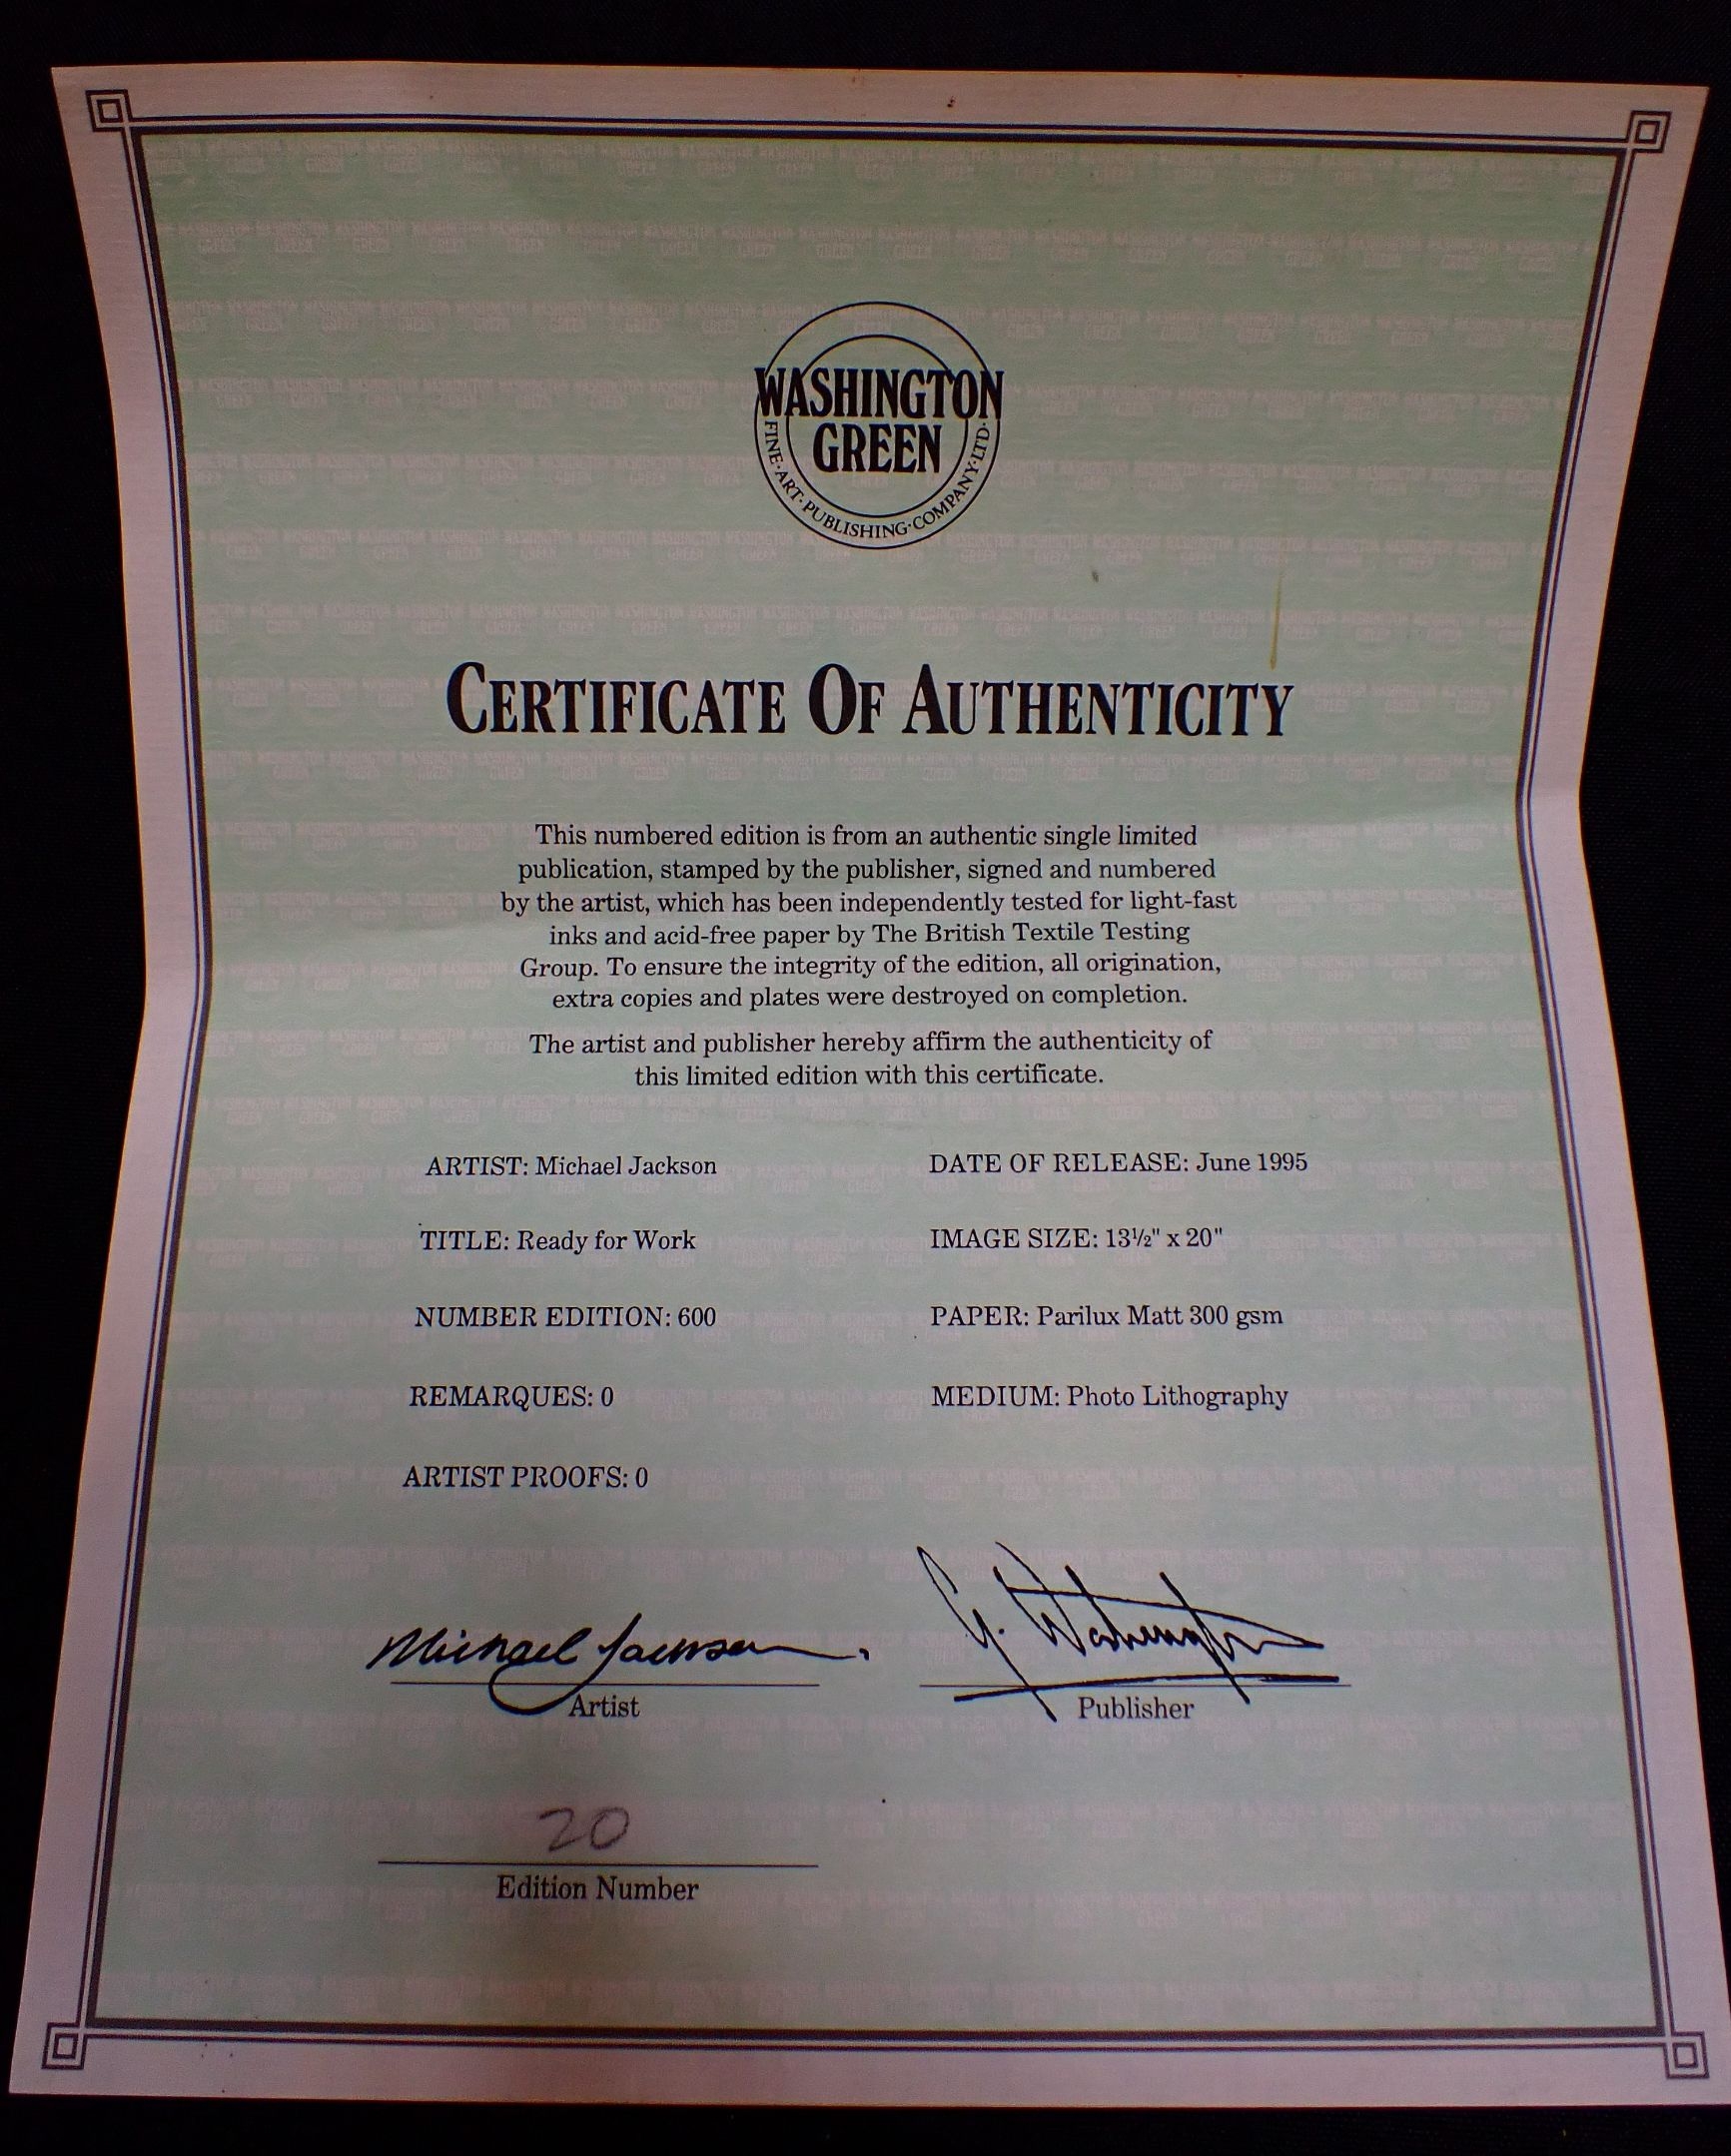 WASHINGTON
GREEN
FINE·ART·PUBLISHING·COMPANY·LTD·
CERTIFICATE OF AUTHENTICITY
This numbered edition is from an authentic single limited
publication, stamped by the publisher, signed and numbered
by the artist, which has been independently tested for light-fast
inks and acid-free paper by The British Textile Testing
Group. To ensure the integrity of the edition, all origination,
extra copies and plates were destroyed on completion.
The artist and publisher hereby affirm the authenticity of
this limited edition with this certificate.
ARTIST: Michael Jackson
DATE OF RELEASE: June 1995
TITLE: Ready for Work
IMAGE SIZE: 13½" x 20"
NUMBER EDITION: 600
PAPER: Parilux Matt 300 gsm
REMARQUES: 0
MEDIUM: Photo Lithography
ARTIST PROOFS: 0
Michael Jackson
G. Washington
Artist
Publisher
20
Edition Number